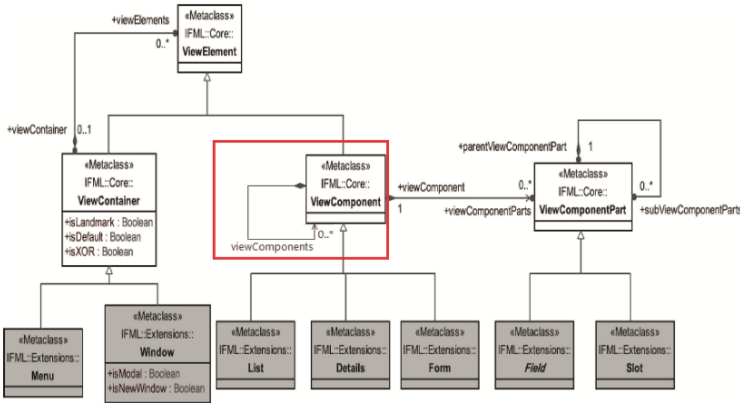 +viewElements
0..*
«Metaclass»
IFML::Core::
ViewElement
+viewContainer
0..1
«Metaclass»
IFML::Core::
ViewContainer
+isLandmark : Boolean
+isDefault : Boolean
+isXOR : Boolean
«Metaclass»
IFML::Core::
ViewComponent
viewComponents
0..*
+viewComponent
1
0..*
+viewComponentParts
+parentViewComponentPart
1
«Metaclass»
IFML::Core::
ViewComponentPart
0..*
+subViewComponentParts
«Metaclass»
IFML::Extensions::
Menu
«Metaclass»
IFML::Extensions::
Window
+isModal : Boolean
+isNewWindow : Boolean
«Metaclass»
IFML::Extensions::
List
«Metaclass»
IFML::Extensions::
Details
«Metaclass»
IFML::Extensions::
Form
«Metaclass»
IFML::Extensions::
Field
«Metaclass»
IFML::Extensions::
Slot